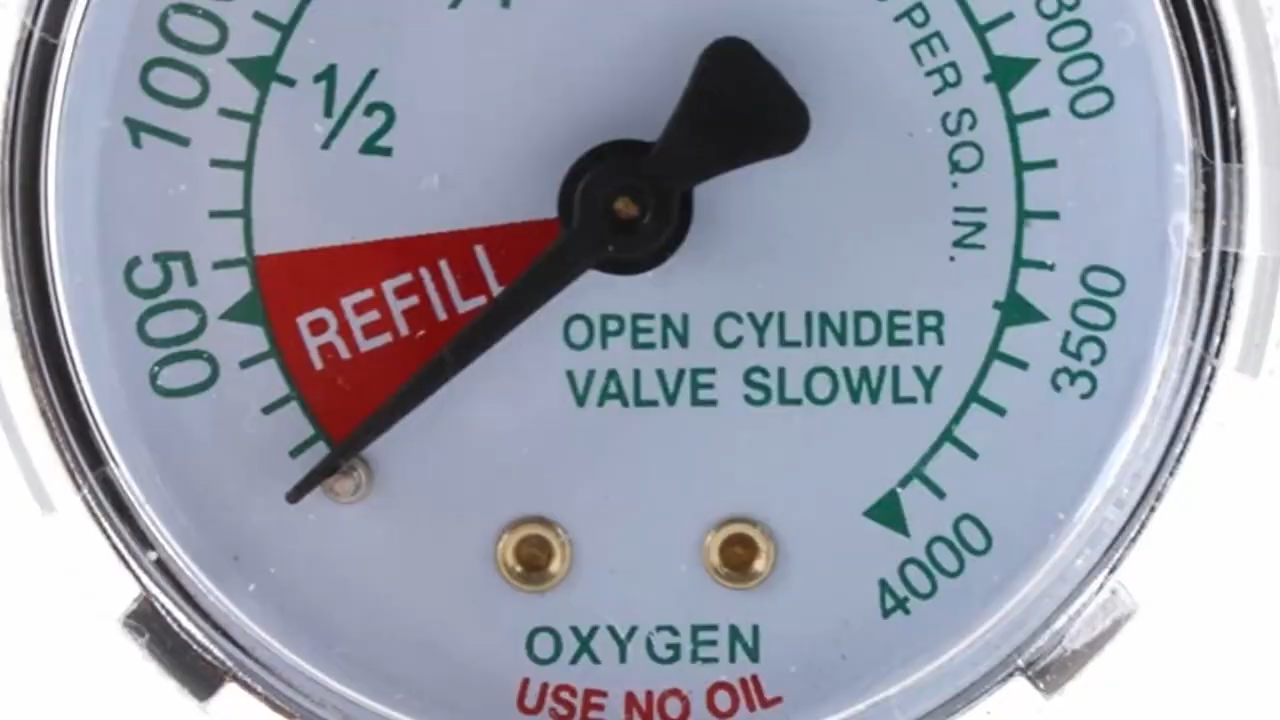 1000
3000
½
PER SQ. IN.
500
REFILL
3500
OPEN CYLINDER
VALVE SLOWLY
4000
OXYGEN
USE NO OIL